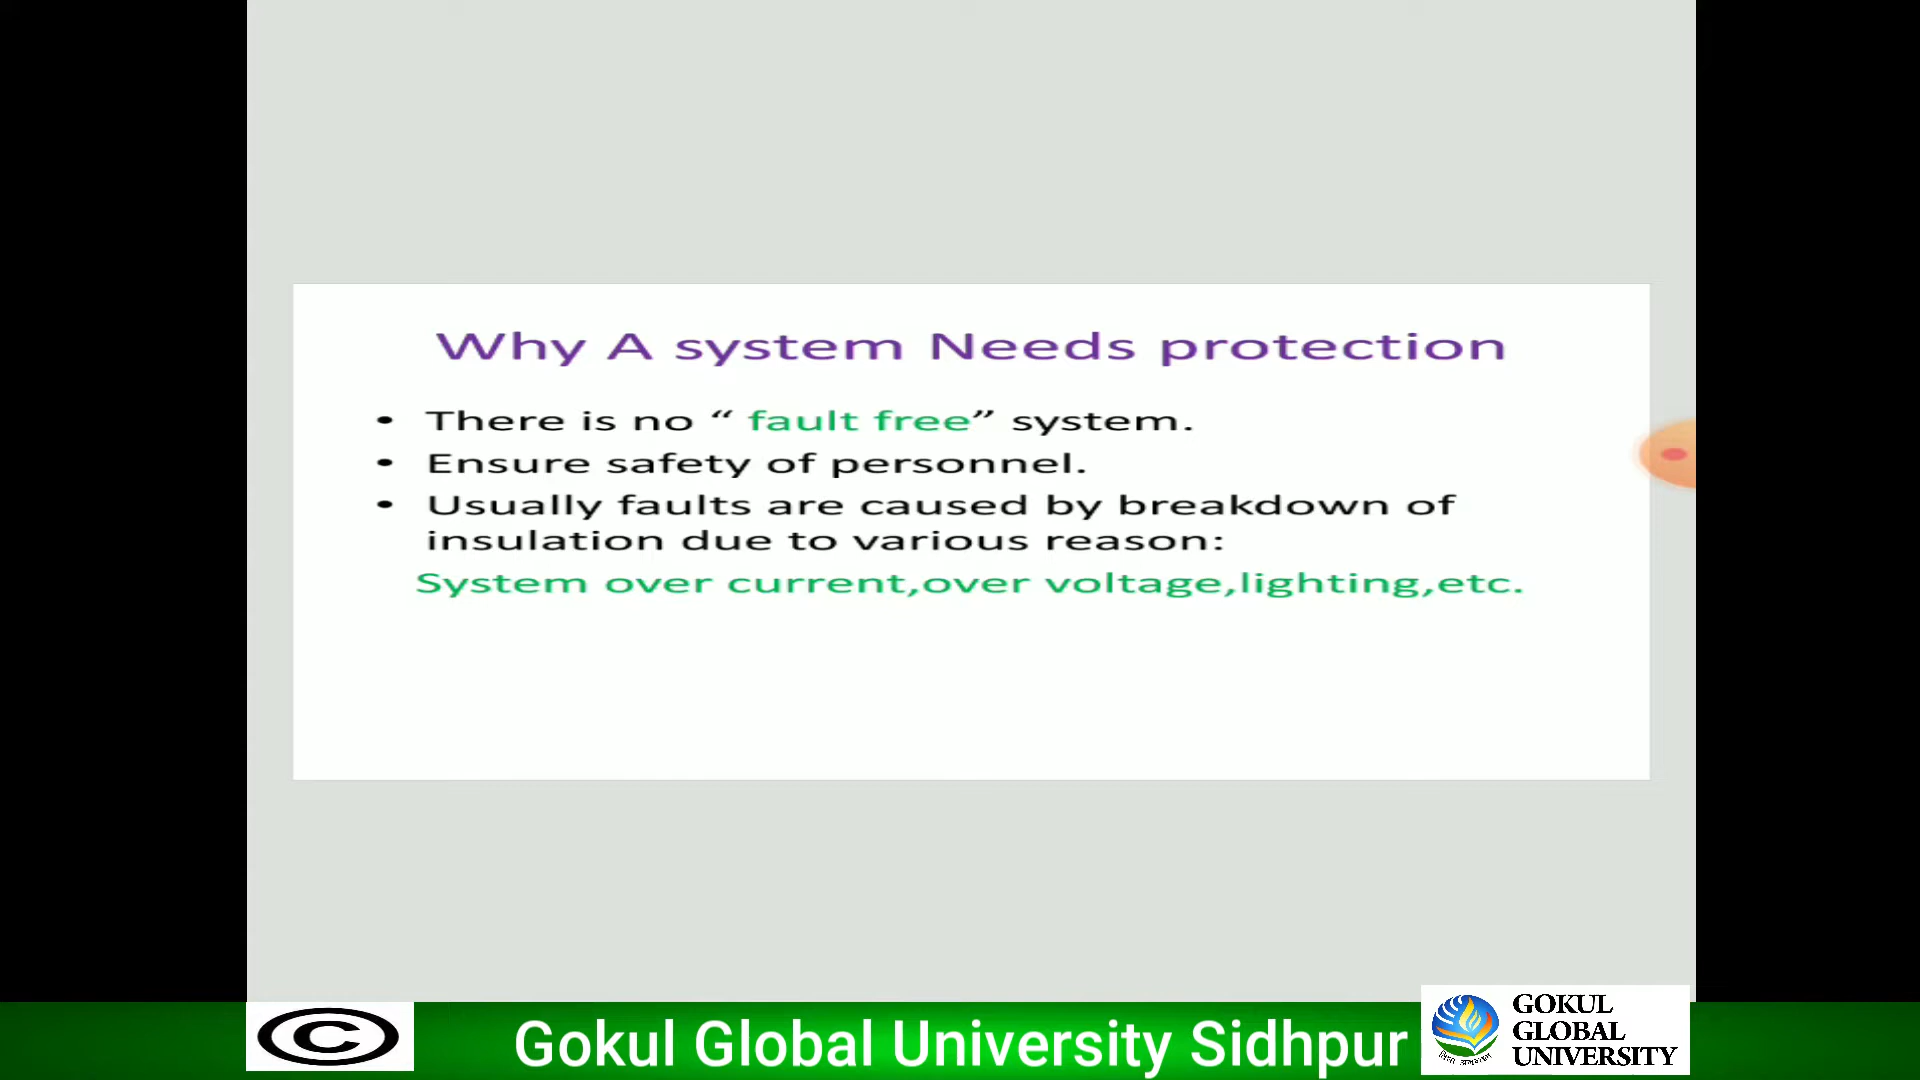 Why A system Needs protection
• There is no “ fault free” system.
• Ensure safety of personnel.
• Usually faults are caused by breakdown of
insulation due to various reason:
System over current,over voltage,lighting,etc.
C
Gokul Global University Sidhpur
GOKUL
GLOBAL
UNIVERSITY